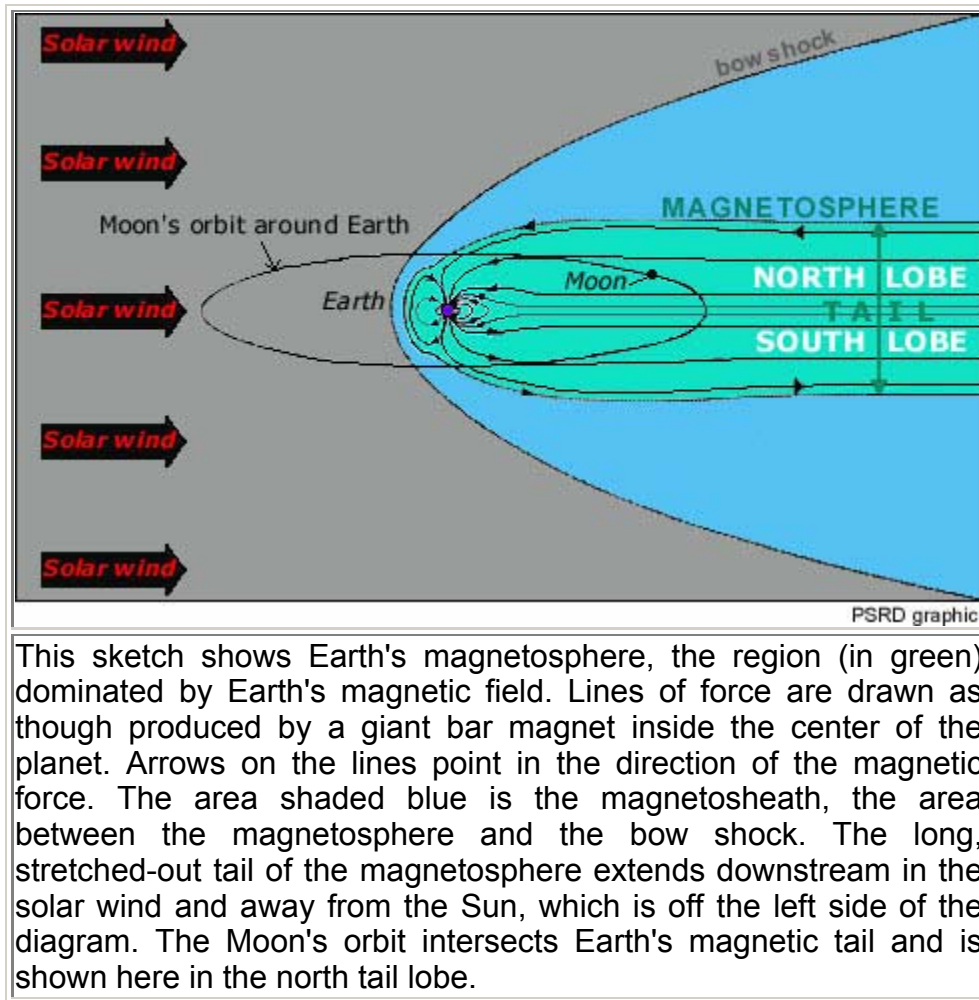 Solar wind
bow shock
Solar wind
MAGNETOSPHERE
Moon's orbit around Earth
Moon
NORTH LOBE
Earth
Solar wind
TAIL
SOUTH LOBE
Solar wind
Solar wind
PSRD graphic
This sketch shows Earth's magnetosphere, the region (in green)
dominated by Earth's magnetic field. Lines of force are drawn as
though produced by a giant bar magnet inside the center of the
planet. Arrows on the lines point in the direction of the magnetic
force. The area shaded blue is the magnetosheath, the area
between the magnetosphere and the bow shock. The long,
stretched-out tail of the magnetosphere extends downstream in the
solar wind and away from the Sun, which is off the left side of the
diagram. The Moon's orbit intersects Earth's magnetic tail and is
shown here in the north tail lobe.